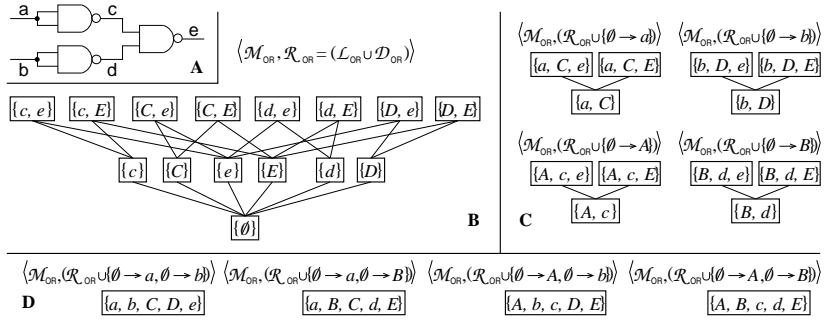 a c e
b d
A
⟨ℳ_OR, ℛ_OR = (ℒ_OR ∪ 𝒟_OR)⟩
{c, e} {c, E} {C, e} {C, E} {d, e} {d, E} {D, e} {D, E}
{c} {C} {e} {E} {d} {D}
{∅}
B
⟨ℳ_OR,(ℛ_OR∪{∅→a})⟩ ⟨ℳ_OR,(ℛ_OR∪{∅→b})⟩
{a, C, e} {a, C, E} {b, D, e} {b, D, E}
{a, C} {b, D}
⟨ℳ_OR,(ℛ_OR∪{∅→A})⟩ ⟨ℳ_OR,(ℛ_OR∪{∅→B})⟩
{A, c, e} {A, c, E} {B, d, e} {B, d, E}
C {A, c} {B, d}
⟨ℳ_OR,(ℛ_OR∪{∅→a,∅→b})⟩ ⟨ℳ_OR,(ℛ_OR∪{∅→a,∅→B})⟩ ⟨ℳ_OR,(ℛ_OR∪{∅→A,∅→b})⟩ ⟨ℳ_OR,(ℛ_OR∪{∅→A,∅→B})⟩
D {a, b, C, D, e} {a, B, C, d, E} {A, b, c, D, E} {A, B, c, d, E}